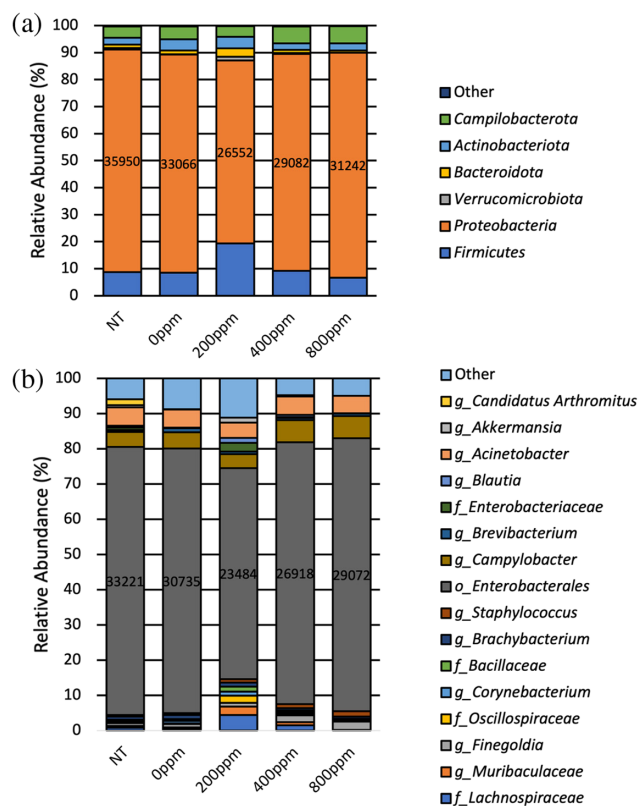 (a)
Relative Abundance (%)
100
90
80
70
60
50
40
30
20
10
0
35950
33066
26552
29082
31242
NT
0ppm
200ppm
400ppm
800ppm
Other
Campilobacterota
Actinobacteriota
Bacteroidota
Verrucomicrobiota
Proteobacteria
Firmicutes
(b)
Relative Abundance (%)
100
90
80
70
60
50
40
30
20
10
0
33221
30735
23484
26918
29072
NT
0ppm
200ppm
400ppm
800ppm
Other
g_Candidatus Arthromitus
g_Akkermansia
g_Acinetobacter
g_Blautia
f_Enterobacteriaceae
g_Brevibacterium
g_Campylobacter
o_Enterobacterales
g_Staphylococcus
g_Brachybacterium
f_Bacillaceae
g_Corynebacterium
f_Oscillospiraceae
g_Finegoldia
g_Muribaculaceae
f_Lachnospiraceae